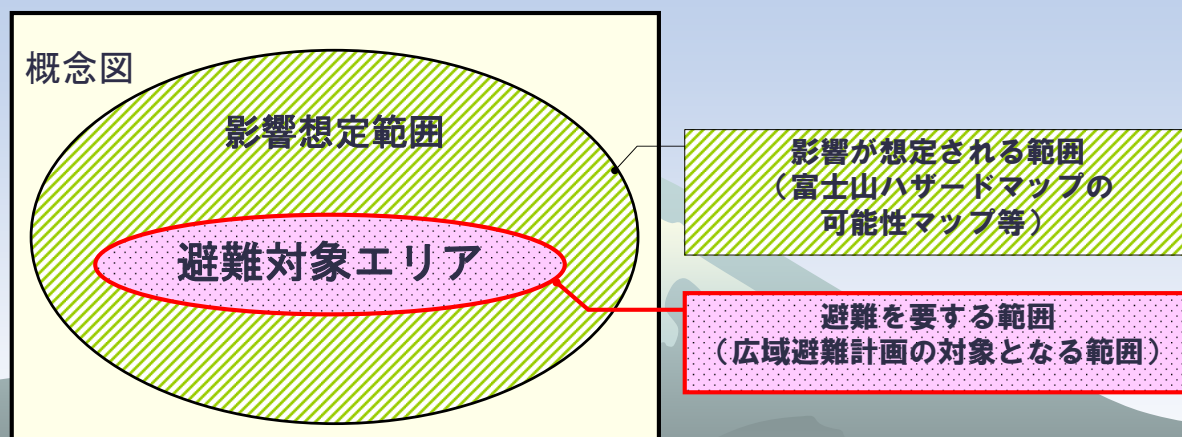 概念図
影響想定範囲
避難対象エリア
影響が想定される範囲
（富士山ハザードマップの
可能性マップ等）
避難を要する範囲
（広域避難計画の対象となる範囲）